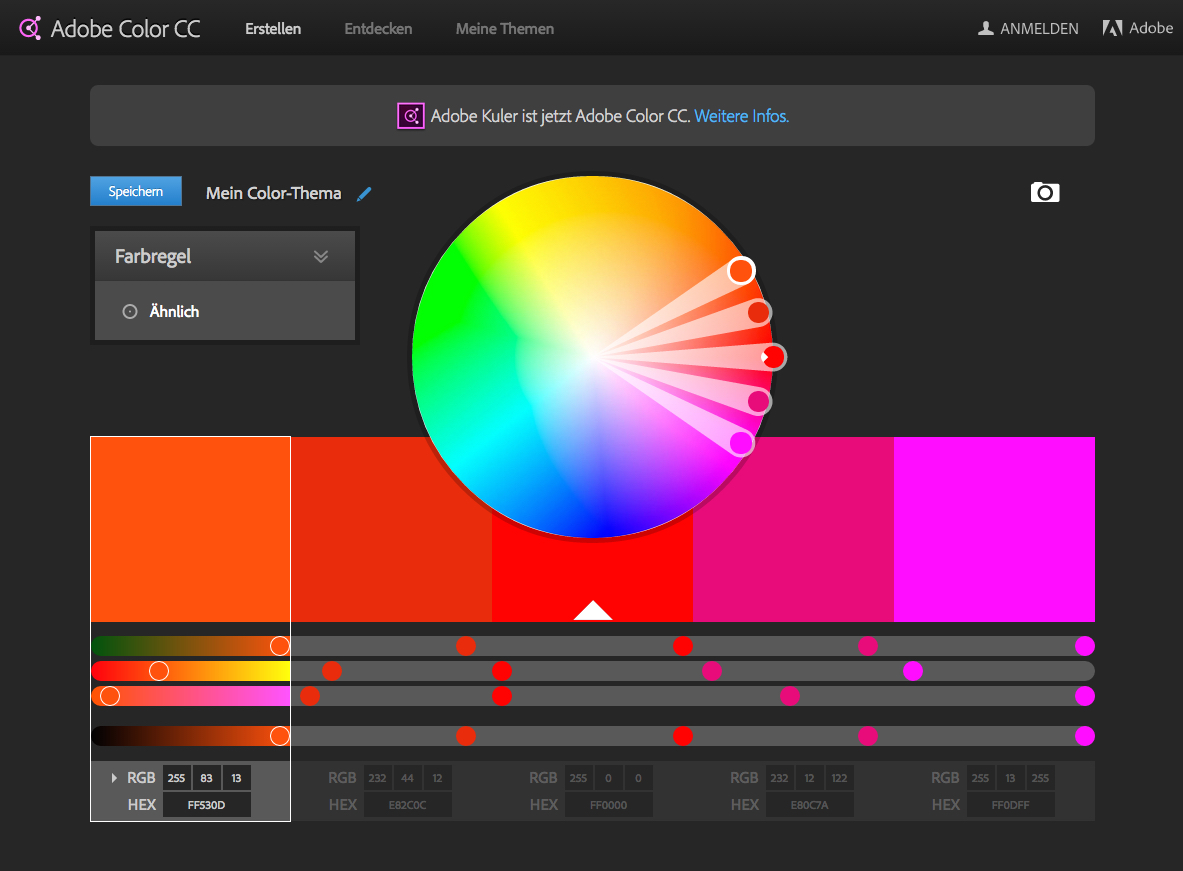 Adobe Color CC Erstellen Entdecken Meine Themen ANMELDEN Adobe
Adobe Kuler ist jetzt Adobe Color CC. Weitere Infos.
Speichern Mein Color-Thema
Farbregel
Ähnlich
RGB 255 83 13 RGB 232 44 12 RGB 255 0 0 RGB 232 12 122 RGB 255 13 255
HEX FF530D HEX E82C0C HEX FF0000 HEX E80C7A HEX FF0DFF